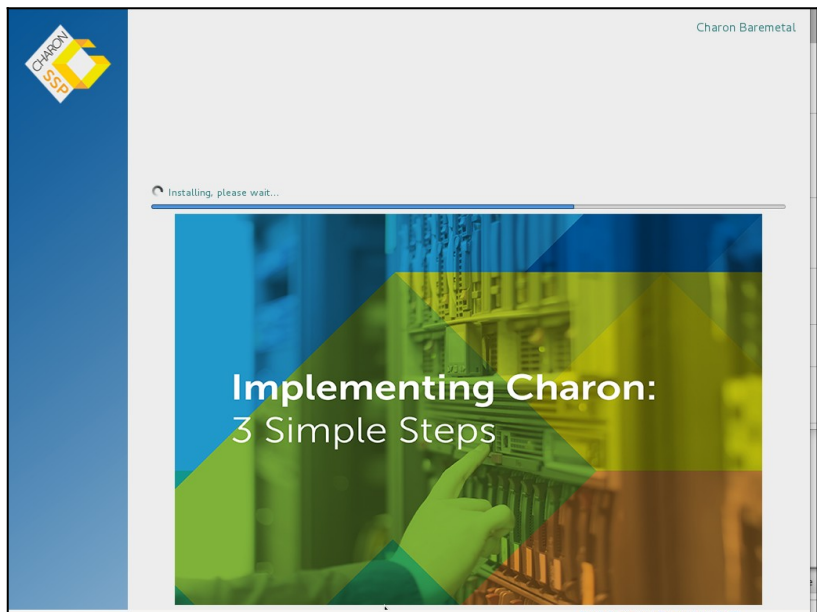 Charon Baremetal
CHARON
SSP
Installing, please wait...
Implementing Charon:
3 Simple Steps